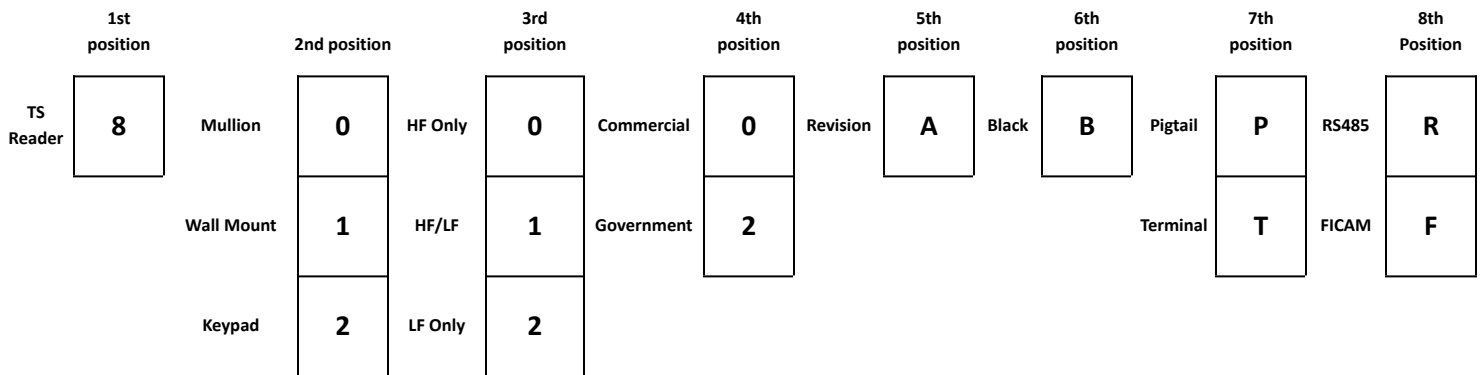 1st position
2nd position
3rd position
4th position
5th position
6th position
7th position
8th Position
TS Reader 8 Mullion 0 HF Only 0 Commercial 0 Revision A Black B Pigtail P RS485 R
Wall Mount 1 HF/LF 1 Government 2 Terminal T FICAM F
Keypad 2 LF Only 2